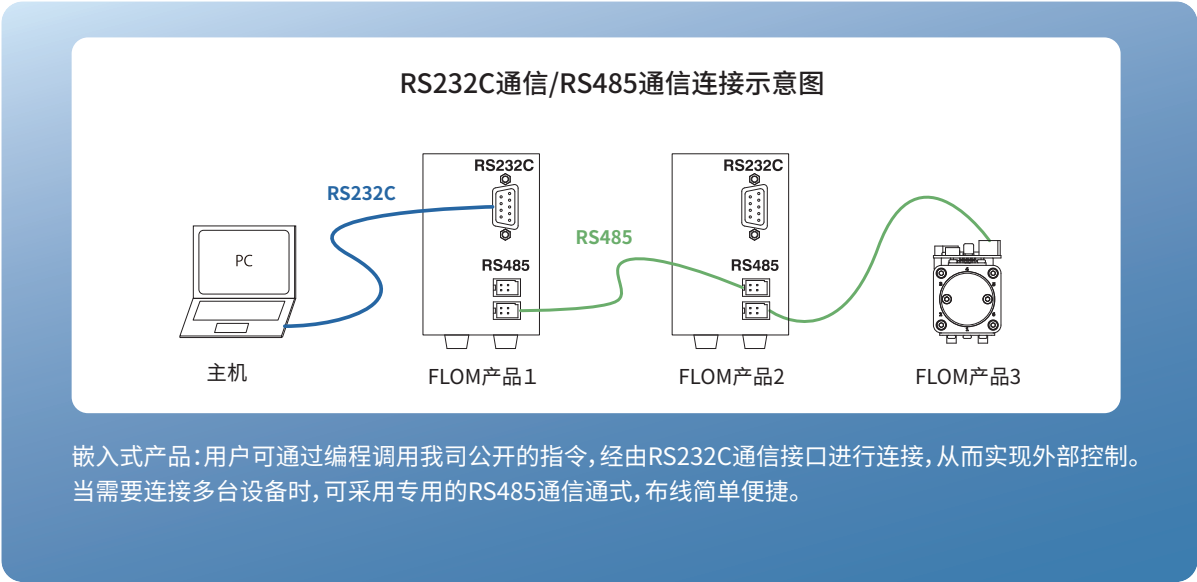 RS232C通信/RS485通信连接示意图
RS232C
RS232C
RS232C
RS485
PC
RS485
RS485
主机
FLOM产品1
FLOM产品2
FLOM产品3
嵌入式产品:用户可通过编程调用我司公开的指令,经由RS232C通信接口进行连接,从而实现外部控制。
当需要连接多台设备时,可采用专用的RS485通信通式,布线简单便捷。